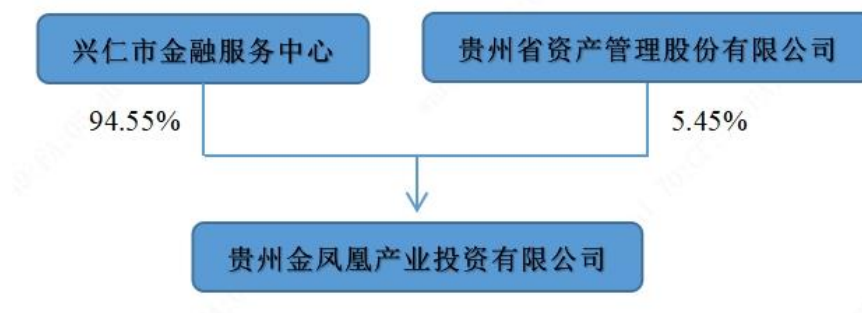 兴仁市金融服务中心
贵州省资产管理股份有限公司
94.55%
5.45%
贵州金凤凰产业投资有限公司